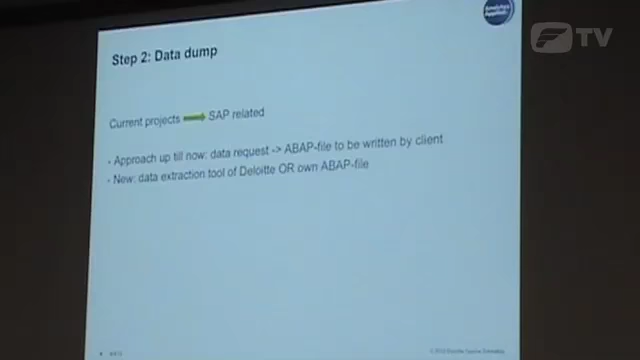 TV
Step 2: Data dump
Current projects SAP related
- Approach up till now: data request -> ABAP-file to be written by client
- New: data extraction tool of Deloitte OR own ABAP-file